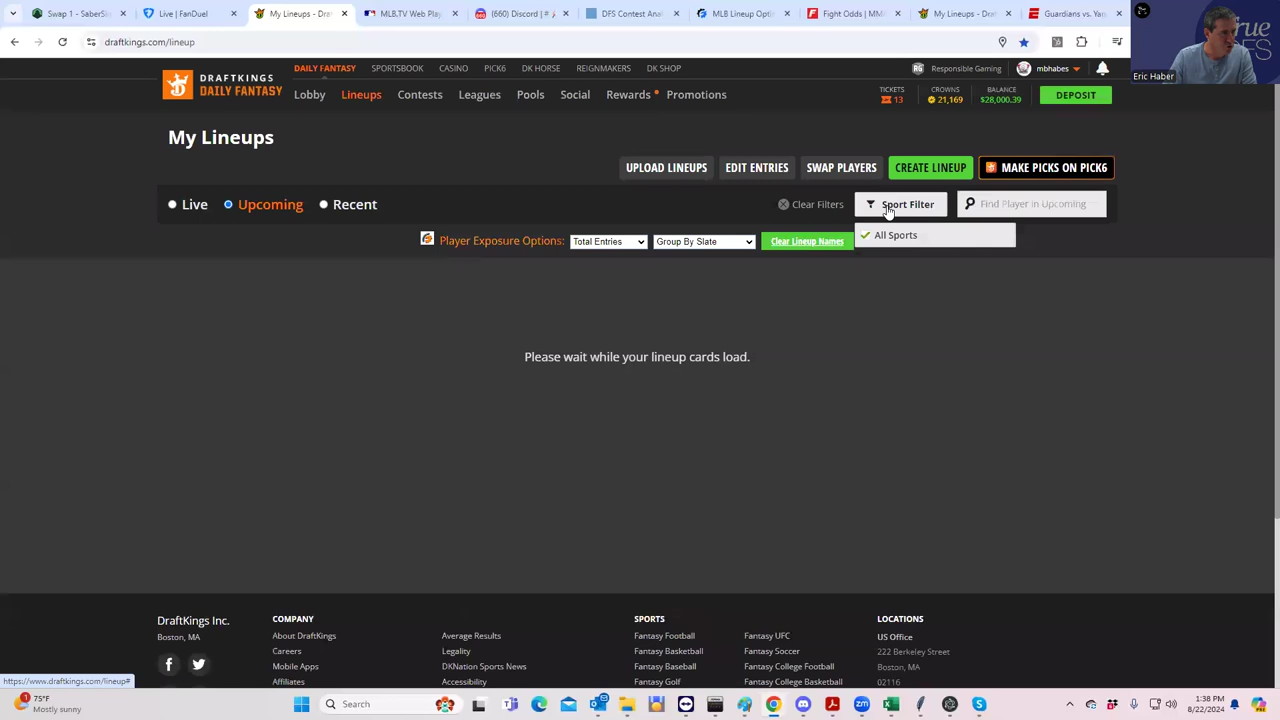 Swap 1 - SaberSi
Live | FanDuel
My Lineups - Draf
MLB.TV Web Play
(660) Discord | #
DFS Contest Anal
MLB Lineup Optin
Fight Odds | MMA
My Lineups - Draf
Guardians vs. Yan
draftkings.com/lineup
Eric Haber
DRAFTKINGS
DAILY FANTASY
DAILY FANTASY SPORTSBOOK CASINO PICK6 DK HORSE REIGNMAKERS DK SHOP
Responsible Gaming mbhabes
Lobby Lineups Contests Leagues Pools Social Rewards Promotions
TICKETS 13
CROWNS 21,169
BALANCE $28,000.39
DEPOSIT
My Lineups
UPLOAD LINEUPS EDIT ENTRIES SWAP PLAYERS CREATE LINEUP MAKE PICKS ON PICK6
Live Upcoming Recent
Clear Filters Sport Filter Find Player in Upcoming
Player Exposure Options: Total Entries Group By Slate Clear Lineup Names
All Sports
Please wait while your lineup cards load.
DraftKings Inc.
Boston, MA
COMPANY
About DraftKings Average Results
Careers Legality
Mobile Apps DKNation Sports News
Affiliates Accessibility
SPORTS
Fantasy Football Fantasy UFC
Fantasy Basketball Fantasy Soccer
Fantasy Baseball Fantasy College Football
Fantasy Golf Fantasy College Basketball
LOCATIONS
US Office
222 Berkeley Street
Boston, MA
02116
https://www.draftkings.com/lineup#
75°F
Mostly sunny
Search
1:38 PM
8/22/2024